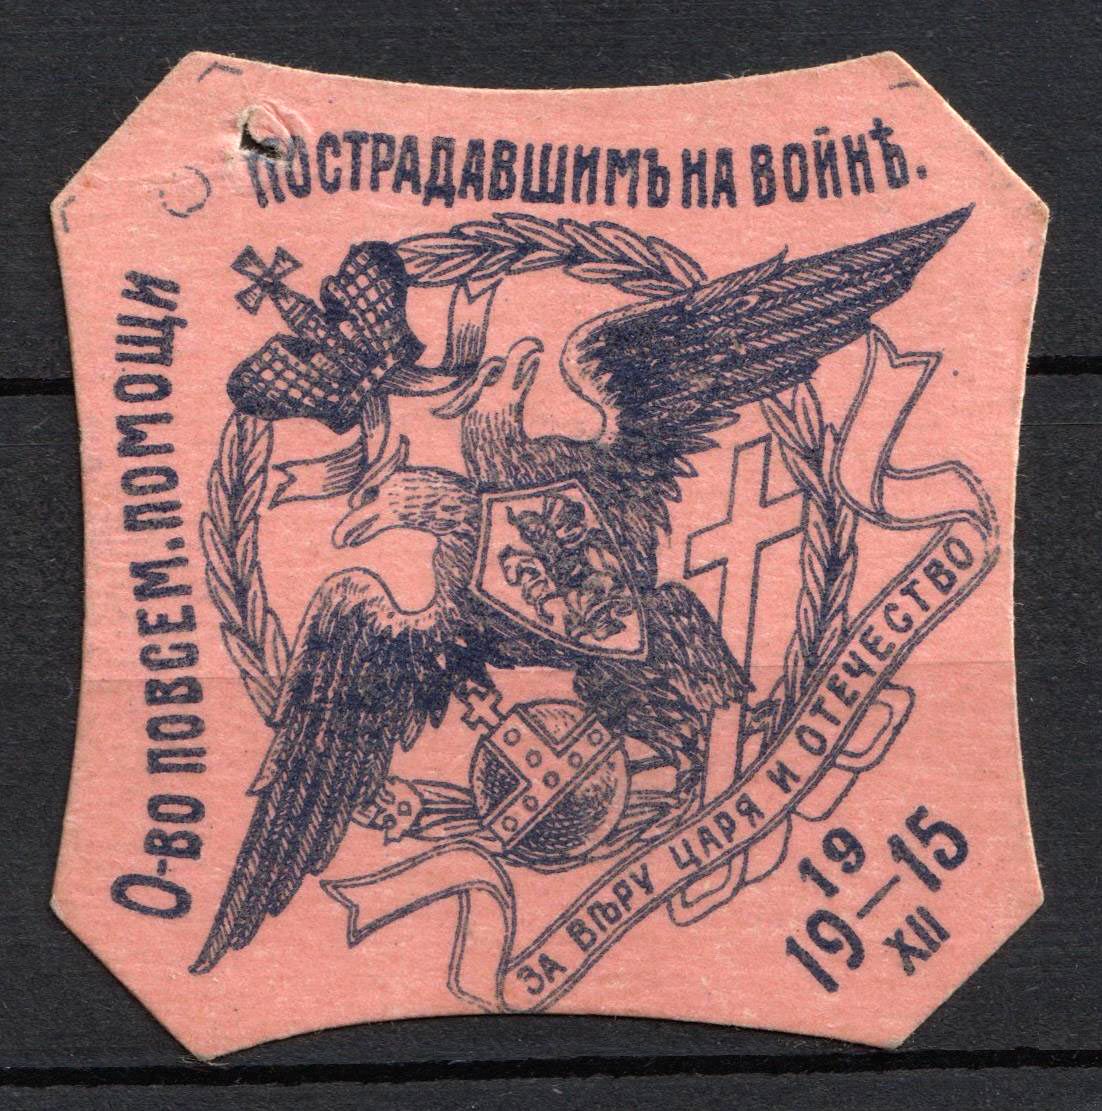 О-ВО ПОВСЕМ. ПОМОЩИ
ПОСТРАДАВШИМЪ НА ВОЙНѢ.
ЗА ВѢРУ ЦАРЯ И ОТЕЧЕСТВО
19
19—15
XII